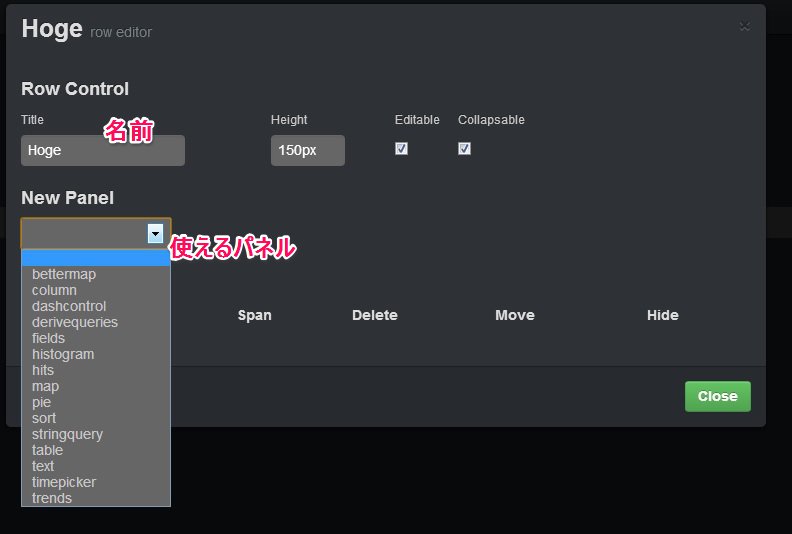 Hoge row editor
×
Row Control
Title
Height
Editable
Collapsable
名前
Hoge
150px
New Panel
使えるパネル
bettermap
column
dashcontrol
derivequeries
fields
histogram
hits
map
pie
sort
stringquery
table
text
timepicker
trends
Span
Delete
Move
Hide
Close